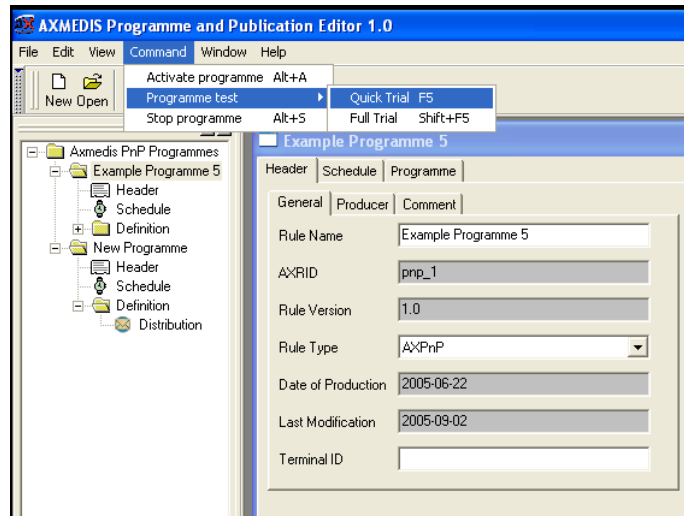 AXMEDIS Programme and Publication Editor 1.0
File Edit View Command Window Help
New Open
Activate programme Alt+A
Programme test
Stop programme Alt+S
Quick Trial F5
Full Trial Shift+F5
Axmedis PnP Programmes
Example Programme 5
Header
Schedule
Definition
New Programme
Header
Schedule
Definition
Distribution
Example Programme 5
Header Schedule Programme
General Producer Comment
Rule Name Example Programme 5
AXRID pnp_1
Rule Version 1.0
Rule Type AXPnP
Date of Production 2005-06-22
Last Modification 2005-09-02
Terminal ID